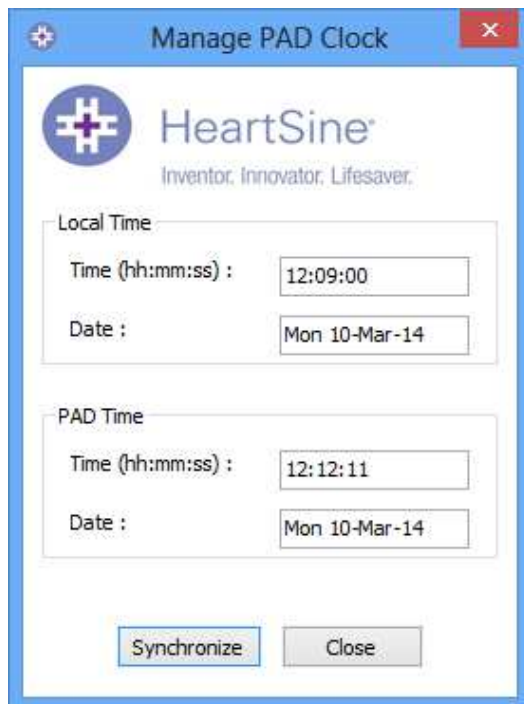 Manage PAD Clock
HeartSine®
Inventor. Innovator. Lifesaver.
Local Time
Time (hh:mm:ss) : 12:09:00
Date : Mon 10-Mar-14
PAD Time
Time (hh:mm:ss) : 12:12:11
Date : Mon 10-Mar-14
Synchronize Close